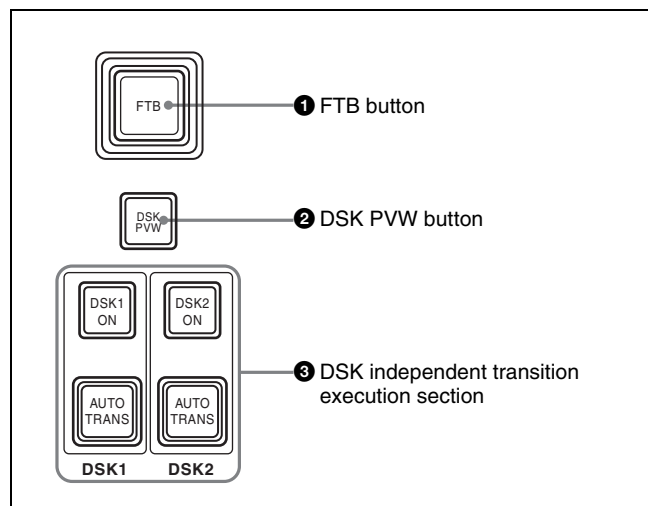 FTB
❶ FTB button
DSK
PVW
❷ DSK PVW button
DSK1
ON
DSK2
ON
❸ DSK independent transition
execution section
AUTO
TRANS
AUTO
TRANS
DSK1
DSK2